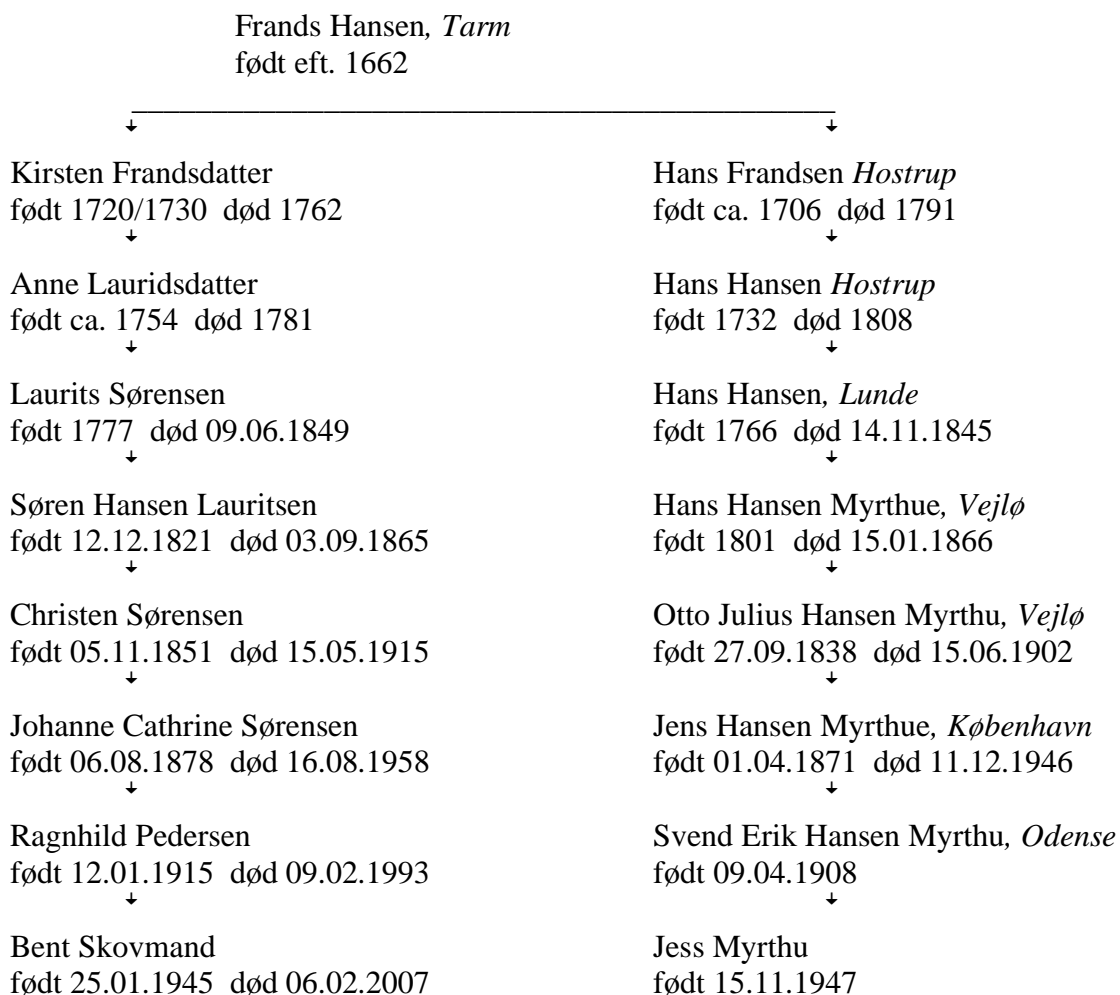 Frands Hansen, Tarm
født eft. 1662
Kirsten Frandsdatter
født 1720/1730 død 1762
Anne Lauridsdatter
født ca. 1754 død 1781
Laurits Sørensen
født 1777 død 09.06.1849
Søren Hansen Lauritsen
født 12.12.1821 død 03.09.1865
Christen Sørensen
født 05.11.1851 død 15.05.1915
Johanne Cathrine Sørensen
født 06.08.1878 død 16.08.1958
Ragnhild Pedersen
født 12.01.1915 død 09.02.1993
Bent Skovmand
født 25.01.1945 død 06.02.2007
Hans Frandsen Hostrup
født ca. 1706 død 1791
Hans Hansen Hostrup
født 1732 død 1808
Hans Hansen, Lunde
født 1766 død 14.11.1845
Hans Hansen Myrthue, Vejlø
født 1801 død 15.01.1866
Otto Julius Hansen Myrthu, Vejlø
født 27.09.1838 død 15.06.1902
Jens Hansen Myrthue, København
født 01.04.1871 død 11.12.1946
Svend Erik Hansen Myrthu, Odense
født 09.04.1908
Jess Myrthu
født 15.11.1947